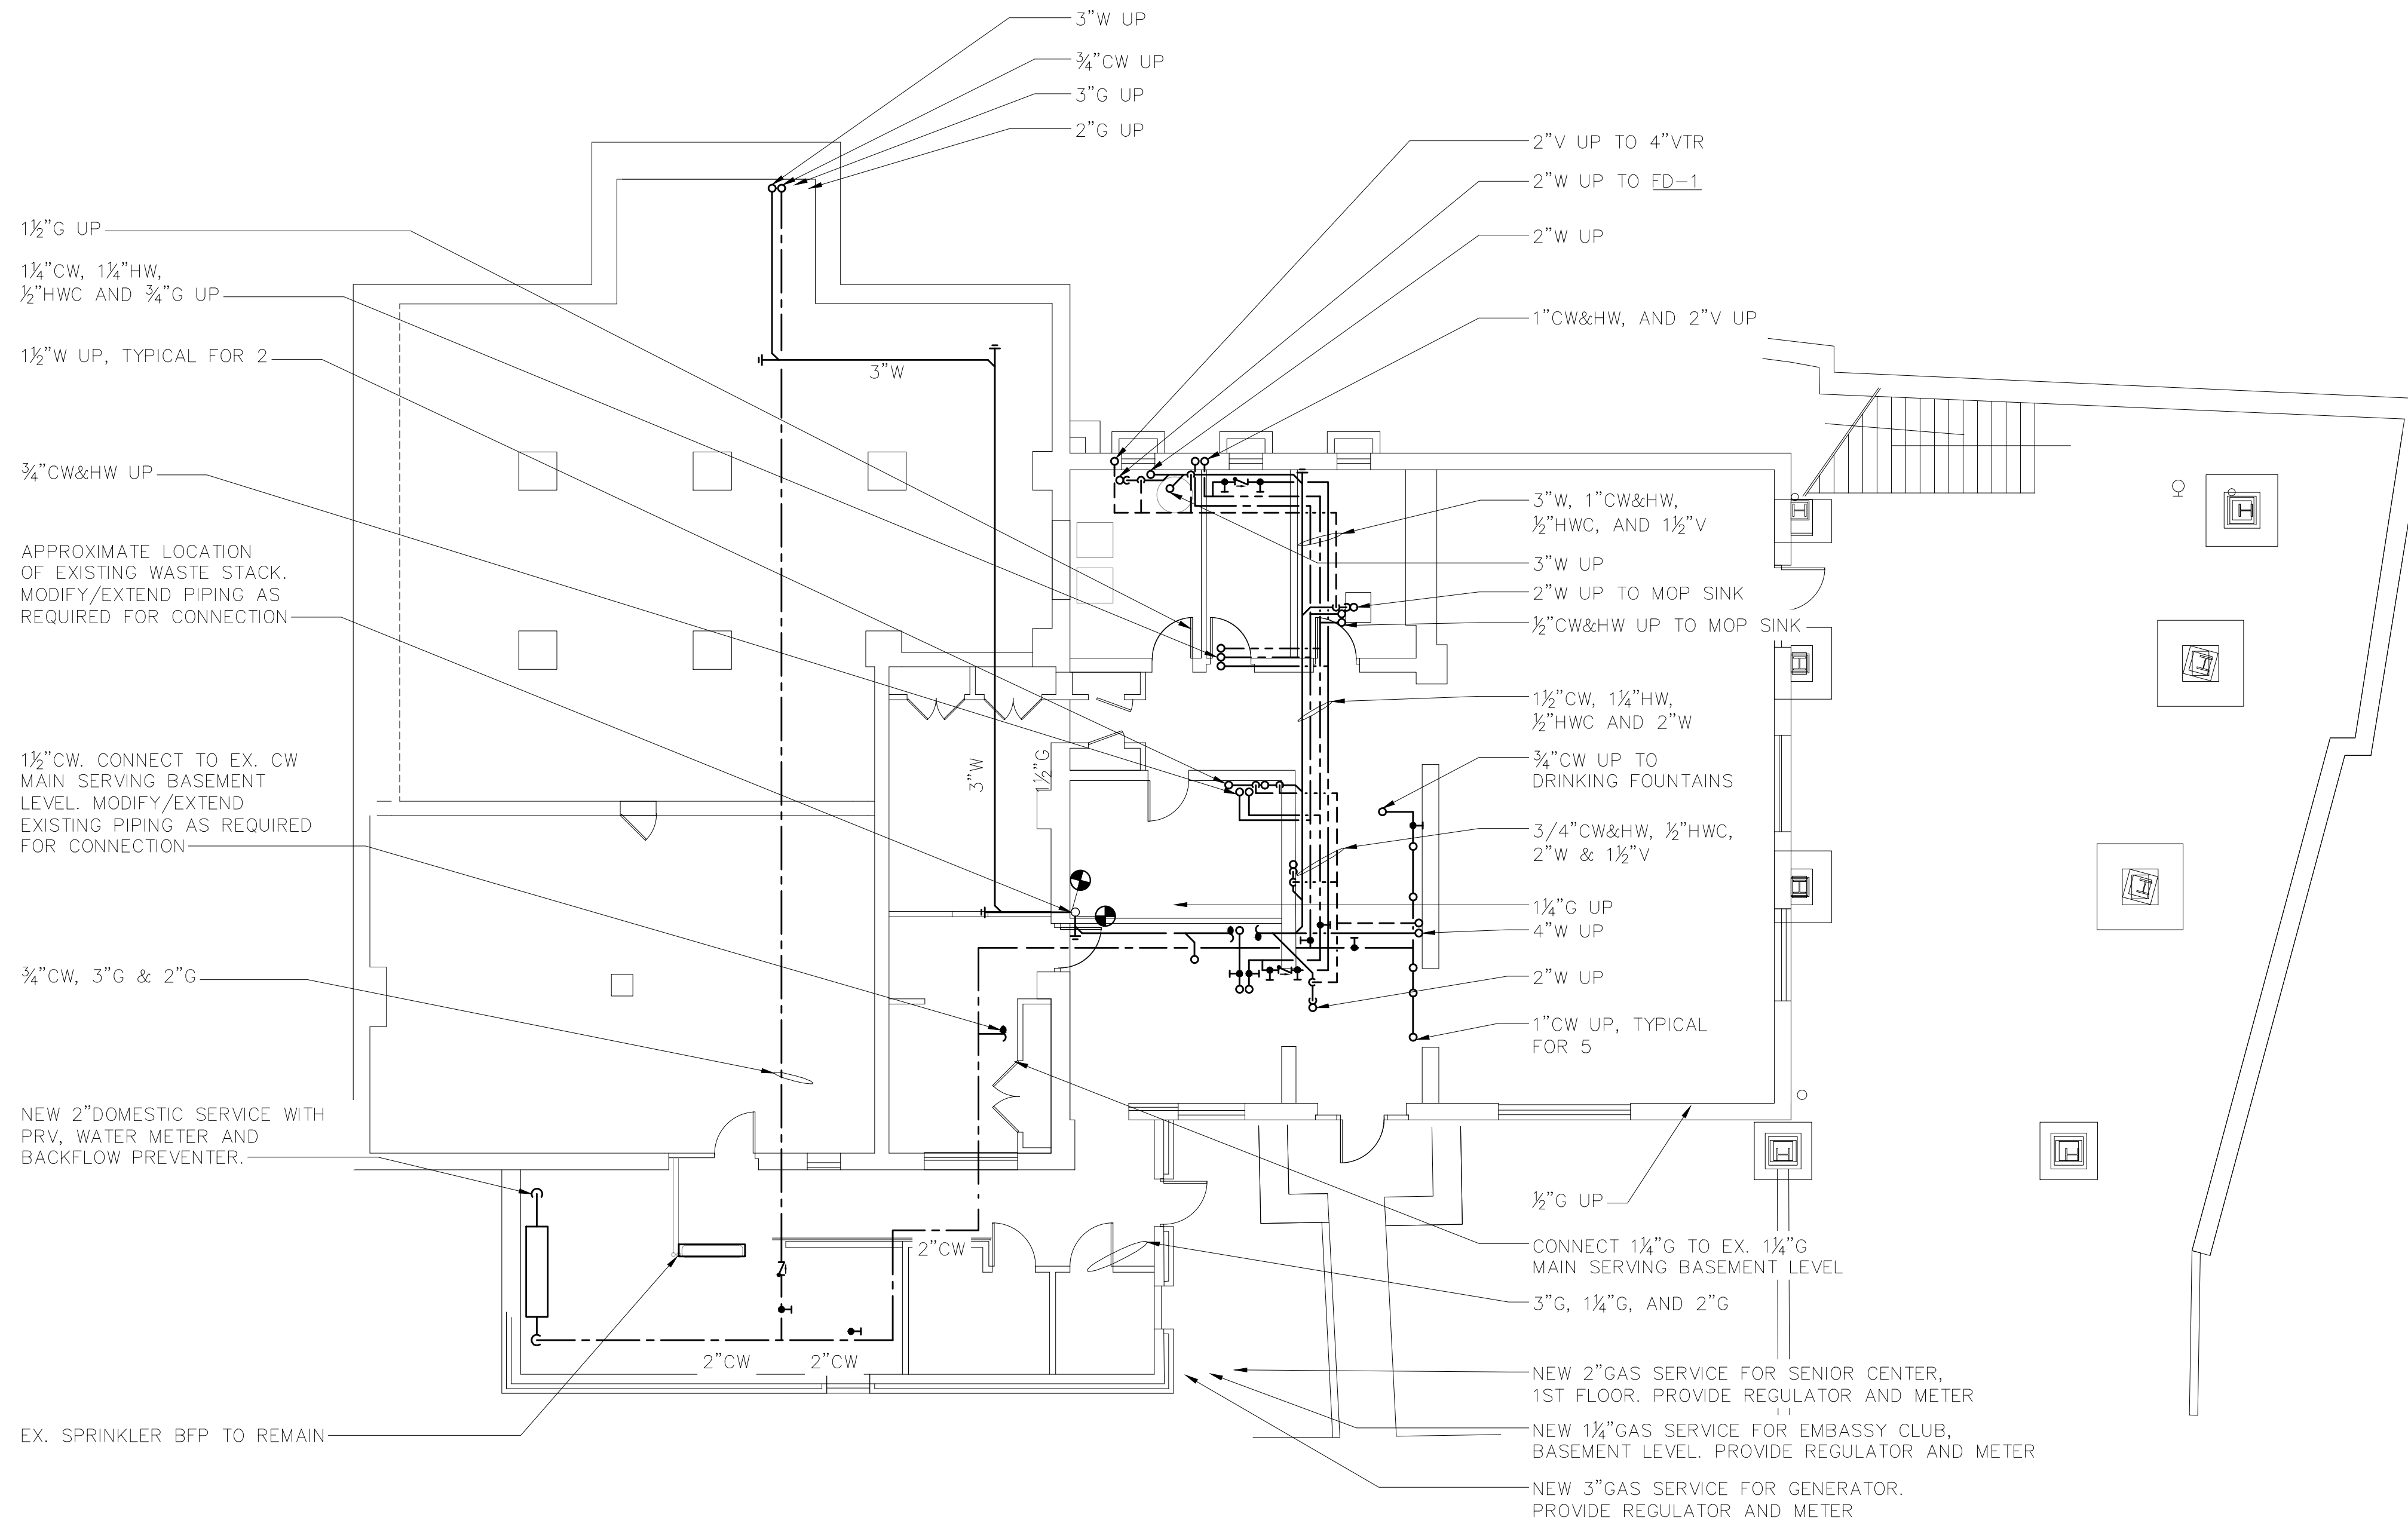 3"W UP
¾"CW UP
3"G UP
2"G UP
2"V UP TO 4"VTR
2"W UP TO FD-1
2"W UP
1"CW&HW, AND 2"V UP
1½"G UP
1¼"CW, 1¼"HW,
½"HWC AND ¾"G UP
1½"W UP, TYPICAL FOR 2
¾"CW&HW UP
APPROXIMATE LOCATION
OF EXISTING WASTE STACK.
MODIFY/EXTEND PIPING AS
REQUIRED FOR CONNECTION
1½"CW. CONNECT TO EX. CW
MAIN SERVING BASEMENT
LEVEL. MODIFY/EXTEND
EXISTING PIPING AS REQUIRED
FOR CONNECTION
¾"CW, 3"G & 2"G
NEW 2"DOMESTIC SERVICE WITH
PRV, WATER METER AND
BACKFLOW PREVENTER.
EX. SPRINKLER BFP TO REMAIN
3"W
3"W
1½"G
2"CW
2"CW
2"CW
3"W, 1"CW&HW,
½"HWC, AND 1½"V
3"W UP
2"W UP TO MOP SINK
½"CW&HW UP TO MOP SINK
1½"CW, 1¼"HW,
½"HWC AND 2"W
¾"CW UP TO
DRINKING FOUNTAINS
3/4"CW&HW, ½"HWC,
2"W & 1½"V
1¼"G UP
4"W UP
2"W UP
1"CW UP, TYPICAL
FOR 5
½"G UP
CONNECT 1¼"G TO EX. 1¼"G
MAIN SERVING BASEMENT LEVEL
3"G, 1¼"G, AND 2"G
NEW 2"GAS SERVICE FOR SENIOR CENTER,
1ST FLOOR. PROVIDE REGULATOR AND METER
NEW 1¼"GAS SERVICE FOR EMBASSY CLUB,
BASEMENT LEVEL. PROVIDE REGULATOR AND METER
NEW 3"GAS SERVICE FOR GENERATOR.
PROVIDE REGULATOR AND METER